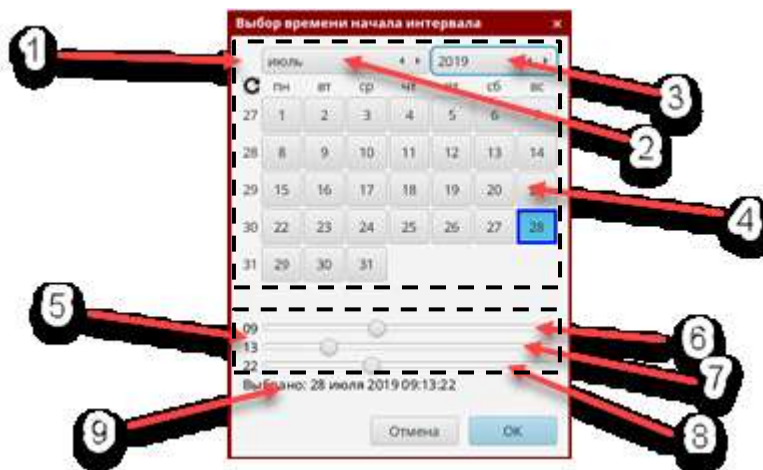 Выбор времени начала интервала ×
1
июль 2019
3
пн вт ср чт сб вс
27 1 2 3 4 5 6
2
28 8 9 10 11 12 13 14
29 15 16 17 18 19 20
4
30 22 23 24 25 26 27 28
31 29 30 31
5
09
6
13
7
22
Выбрано: 28 июля 2019 09:13:22
8
9
Отмена ОК